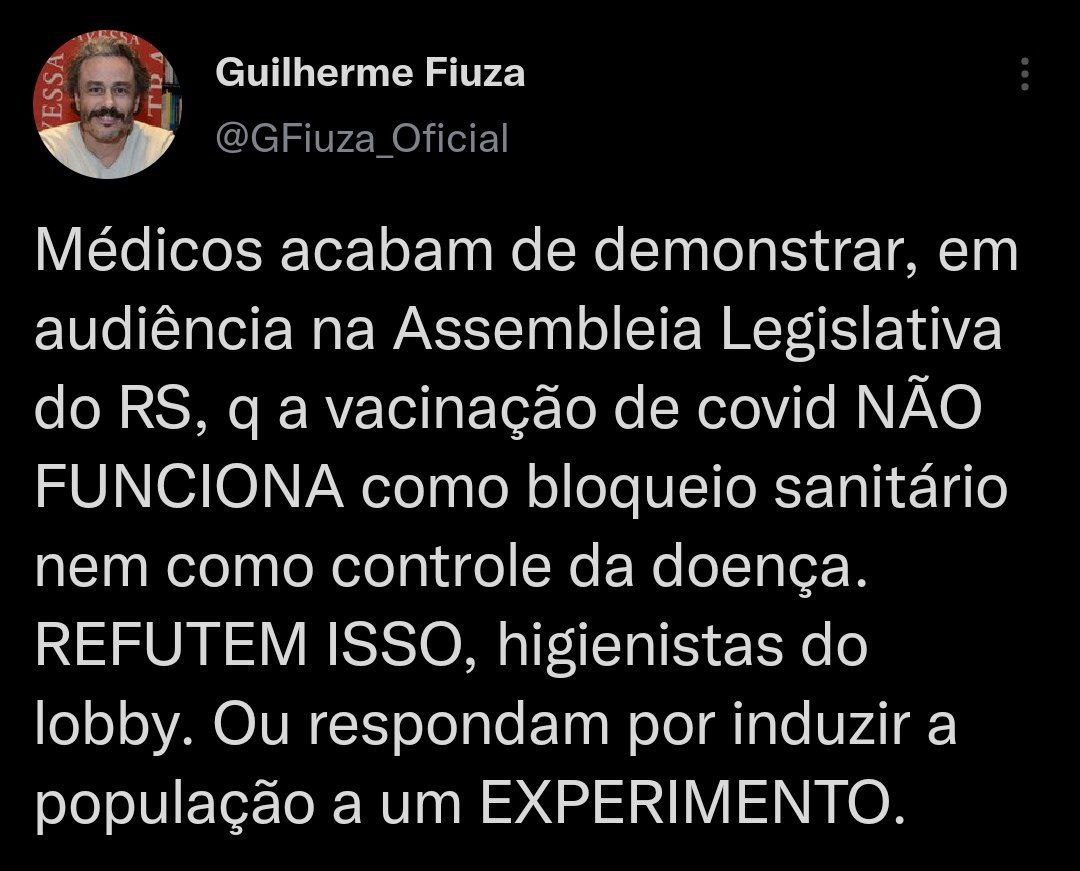 Guilherme Fiuza
@GFiuza_Oficial
Médicos acabam de demonstrar, em
audiência na Assembleia Legislativa
do RS, q a vacinação de covid NÃO
FUNCIONA como bloqueio sanitário
nem como controle da doença.
REFUTEM ISSO, higienistas do
lobby. Ou respondam por induzir a
população a um EXPERIMENTO.